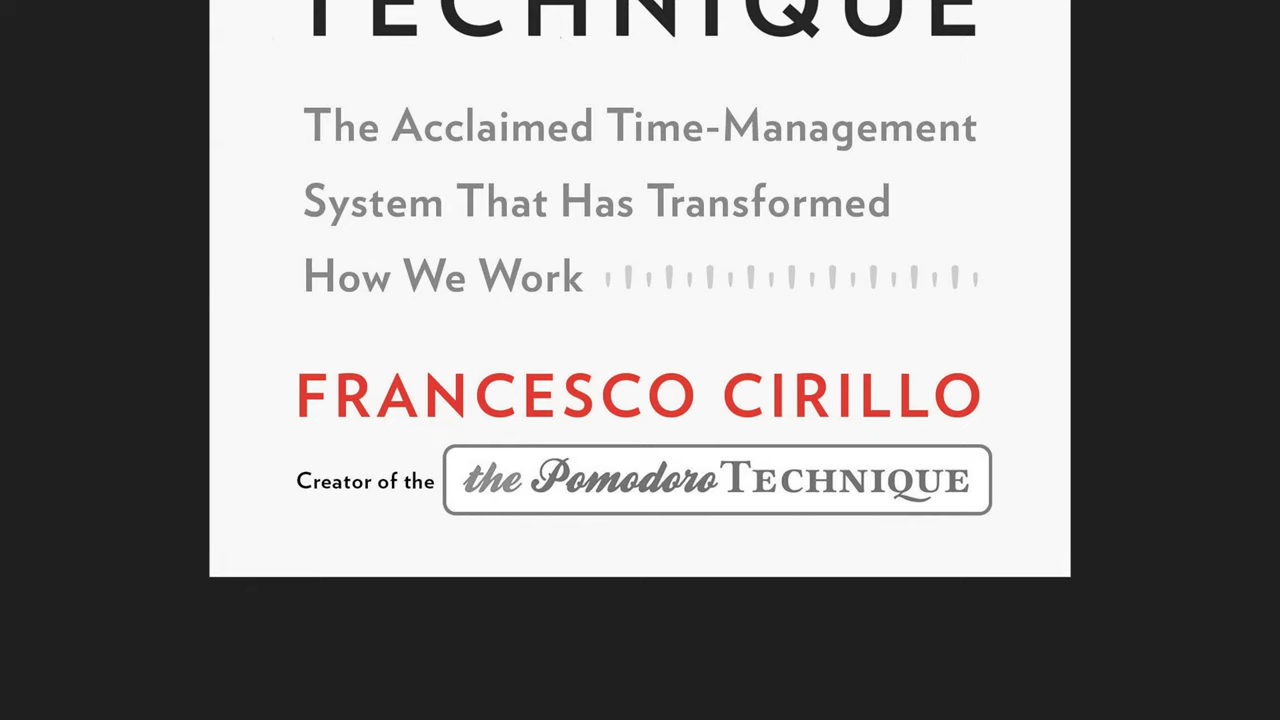 TECHNIQUE
The Acclaimed Time-Management
System That Has Transformed
How We Work
FRANCESCO CIRILLO
Creator of the the Pomodoro TECHNIQUE